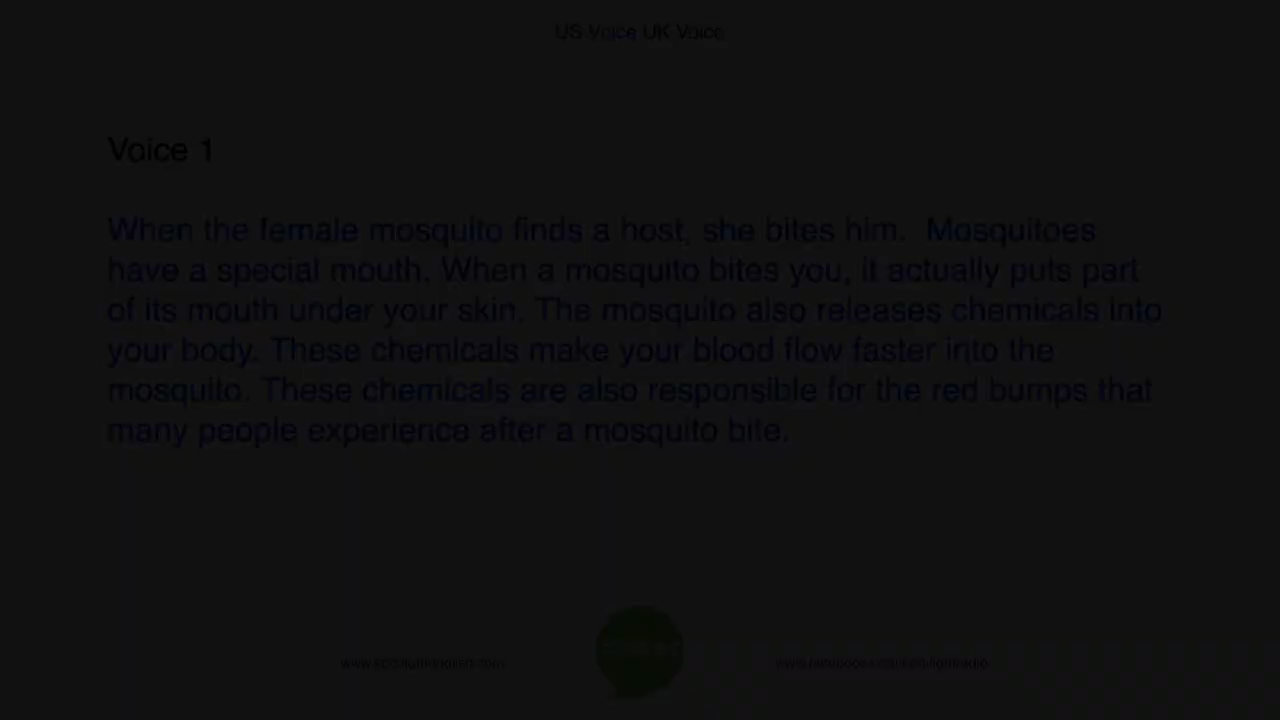 US Voice UK Voice
Voice 1
When the female mosquito finds a host, she bites him.  Mosquitoes
have a special mouth. When a mosquito bites you, it actually puts part
of its mouth under your skin. The mosquito also releases chemicals into
your body. These chemicals make your blood flow faster into the
mosquito. These chemicals are also responsible for the red bumps that
many people experience after a mosquito bite.